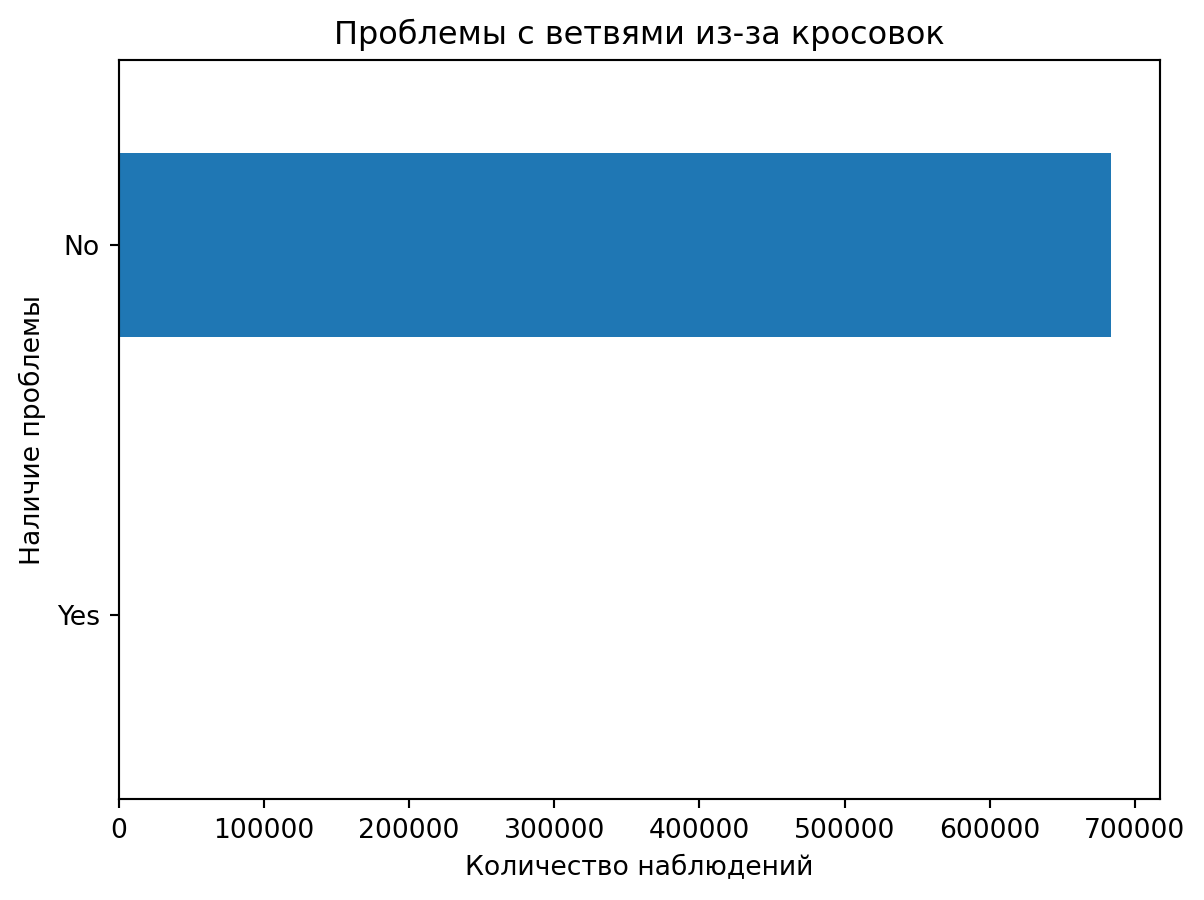 Проблемы с ветвями из-за кросовок
No
Yes
Наличие проблемы
0 100000 200000 300000 400000 500000 600000 700000
Количество наблюдений